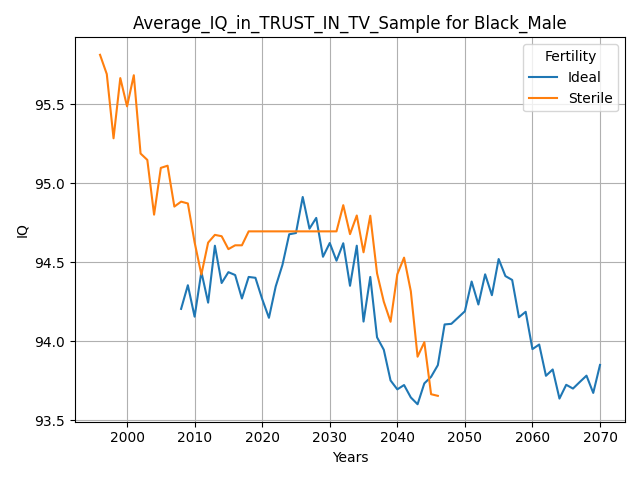 Average_IQ_in_TRUST_IN_TV_Sample for Black_Male
Fertility
Ideal
Sterile
IQ
95.5
95.0
94.5
94.0
93.5
2000 2010 2020 2030 2040 2050 2060 2070
Years